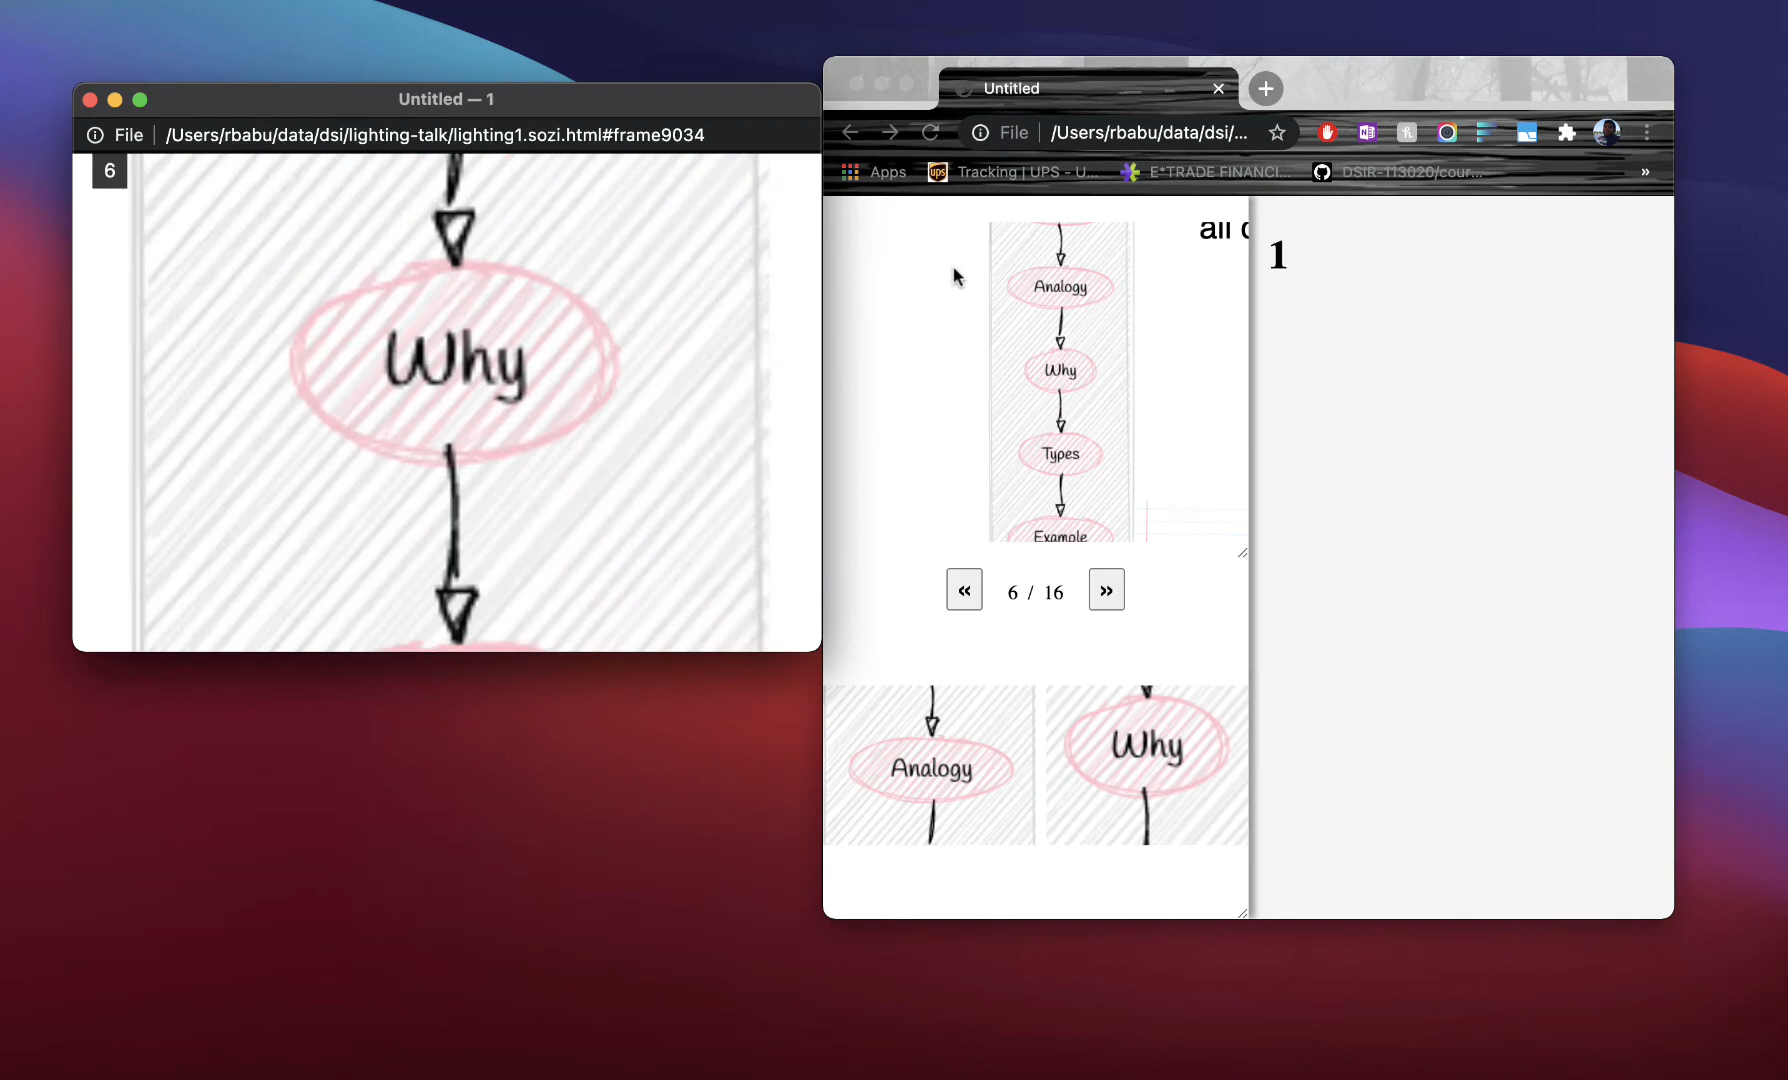 Untitled — 1
File /Users/rbabu/data/dsi/lighting-talk/lighting1.sozi.html#frame9034
6
Why
Untitled
File /Users/rbabu/data/dsi/...
Apps
UPS
Tracking | UPS - U...
E*TRADE FINANCI...
DSIR-113020/cour...
»
all
1
Analogy
Why
Types
Example
« 6 / 16 »
Analogy
Why